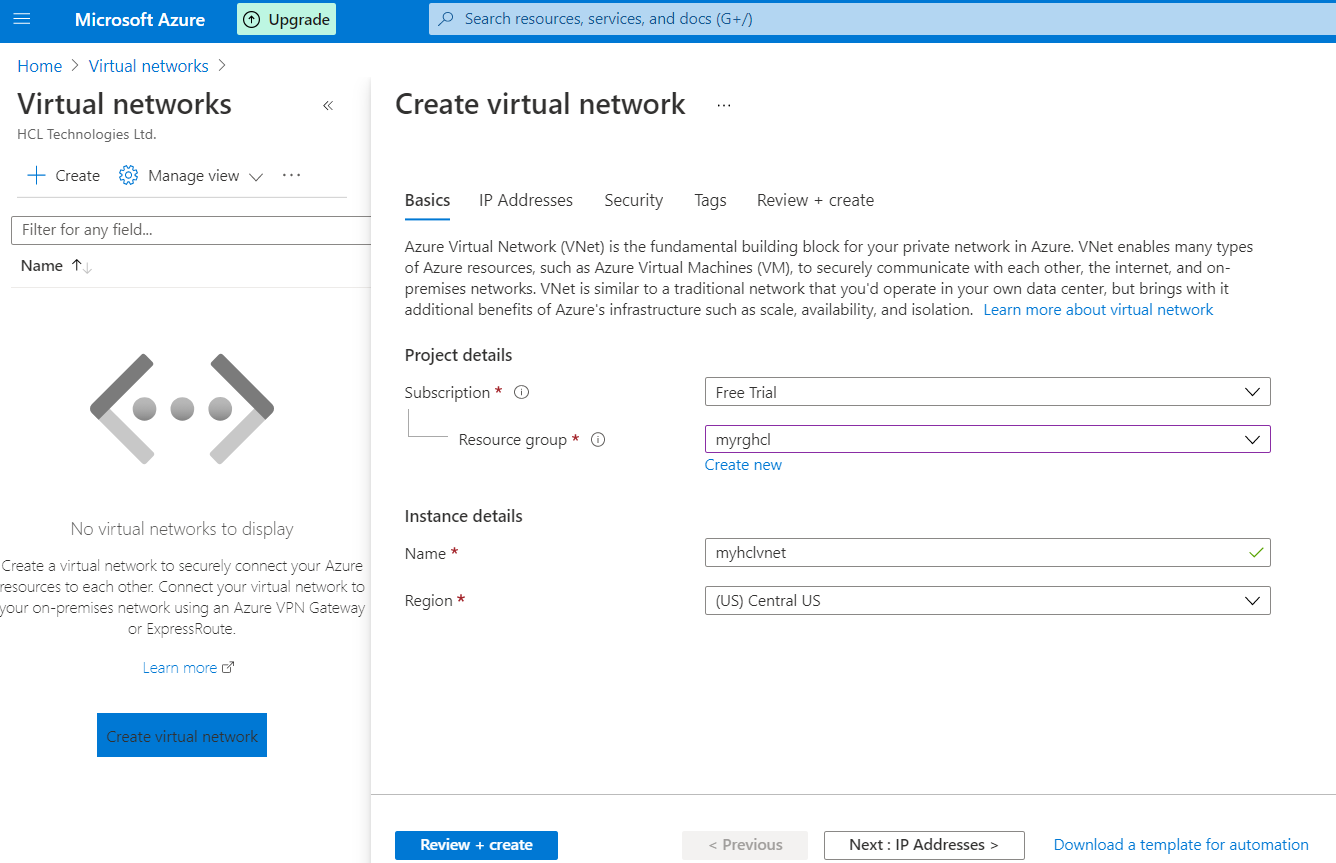 Microsoft Azure
Upgrade
Search resources, services, and docs (G+/)
Home > Virtual networks >
Virtual networks
«
HCL Technologies Ltd.
+ Create
Manage view
...
Filter for any field...
Name ↑↓
No virtual networks to display
Create a virtual network to securely connect your Azure
resources to each other. Connect your virtual network to
your on-premises network using an Azure VPN Gateway
or ExpressRoute.
Learn more
Create virtual network
Create virtual network ...
Basics IP Addresses Security Tags Review + create
Azure Virtual Network (VNet) is the fundamental building block for your private network in Azure. VNet enables many types
of Azure resources, such as Azure Virtual Machines (VM), to securely communicate with each other, the internet, and on-
premises networks. VNet is similar to a traditional network that you'd operate in your own data center, but brings with it
additional benefits of Azure's infrastructure such as scale, availability, and isolation. Learn more about virtual network
Project details
Subscription * Free Trial
Resource group * myrghcl
Create new
Instance details
Name * myhclvnet
Region * (US) Central US
Review + create < Previous Next : IP Addresses > Download a template for automation